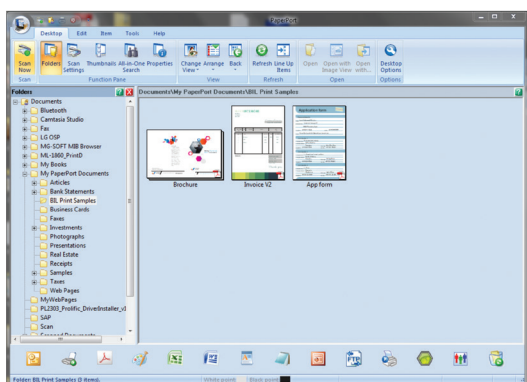 PaperPort
Desktop Edit Item Tools Help
Scan Now
Folders
Scan Settings
Thumbnails
All-in-One Search
Properties
Change View
Arrange
Back
Refresh
Line Up Items
Open
Open with Image View
Open with...
Desktop Options
Scan Function Pane View Refresh Open Options
Folders
Documents\My PaperPort Documents\BIL Print Samples
Documents
Bluetooth
Camtasia Studio
Fax
LG OSP
MG-SOFT MIB Browser
ML-1860_PrintD
My Books
My PaperPort Documents
Articles
Bank Statements
BIL Print Samples
Business Cards
Faxes
Investments
Photographs
Presentations
Real Estate
Receipts
Samples
Taxes
Web Pages
MyWebPages
PL2303_Prolific_DriverInstaller_v1
SAP
Scan
Scanned Documents
Brochure
Invoice V2
App form
Application form
FTP
Folder: BIL Print Samples (3 items).
White point
Black point